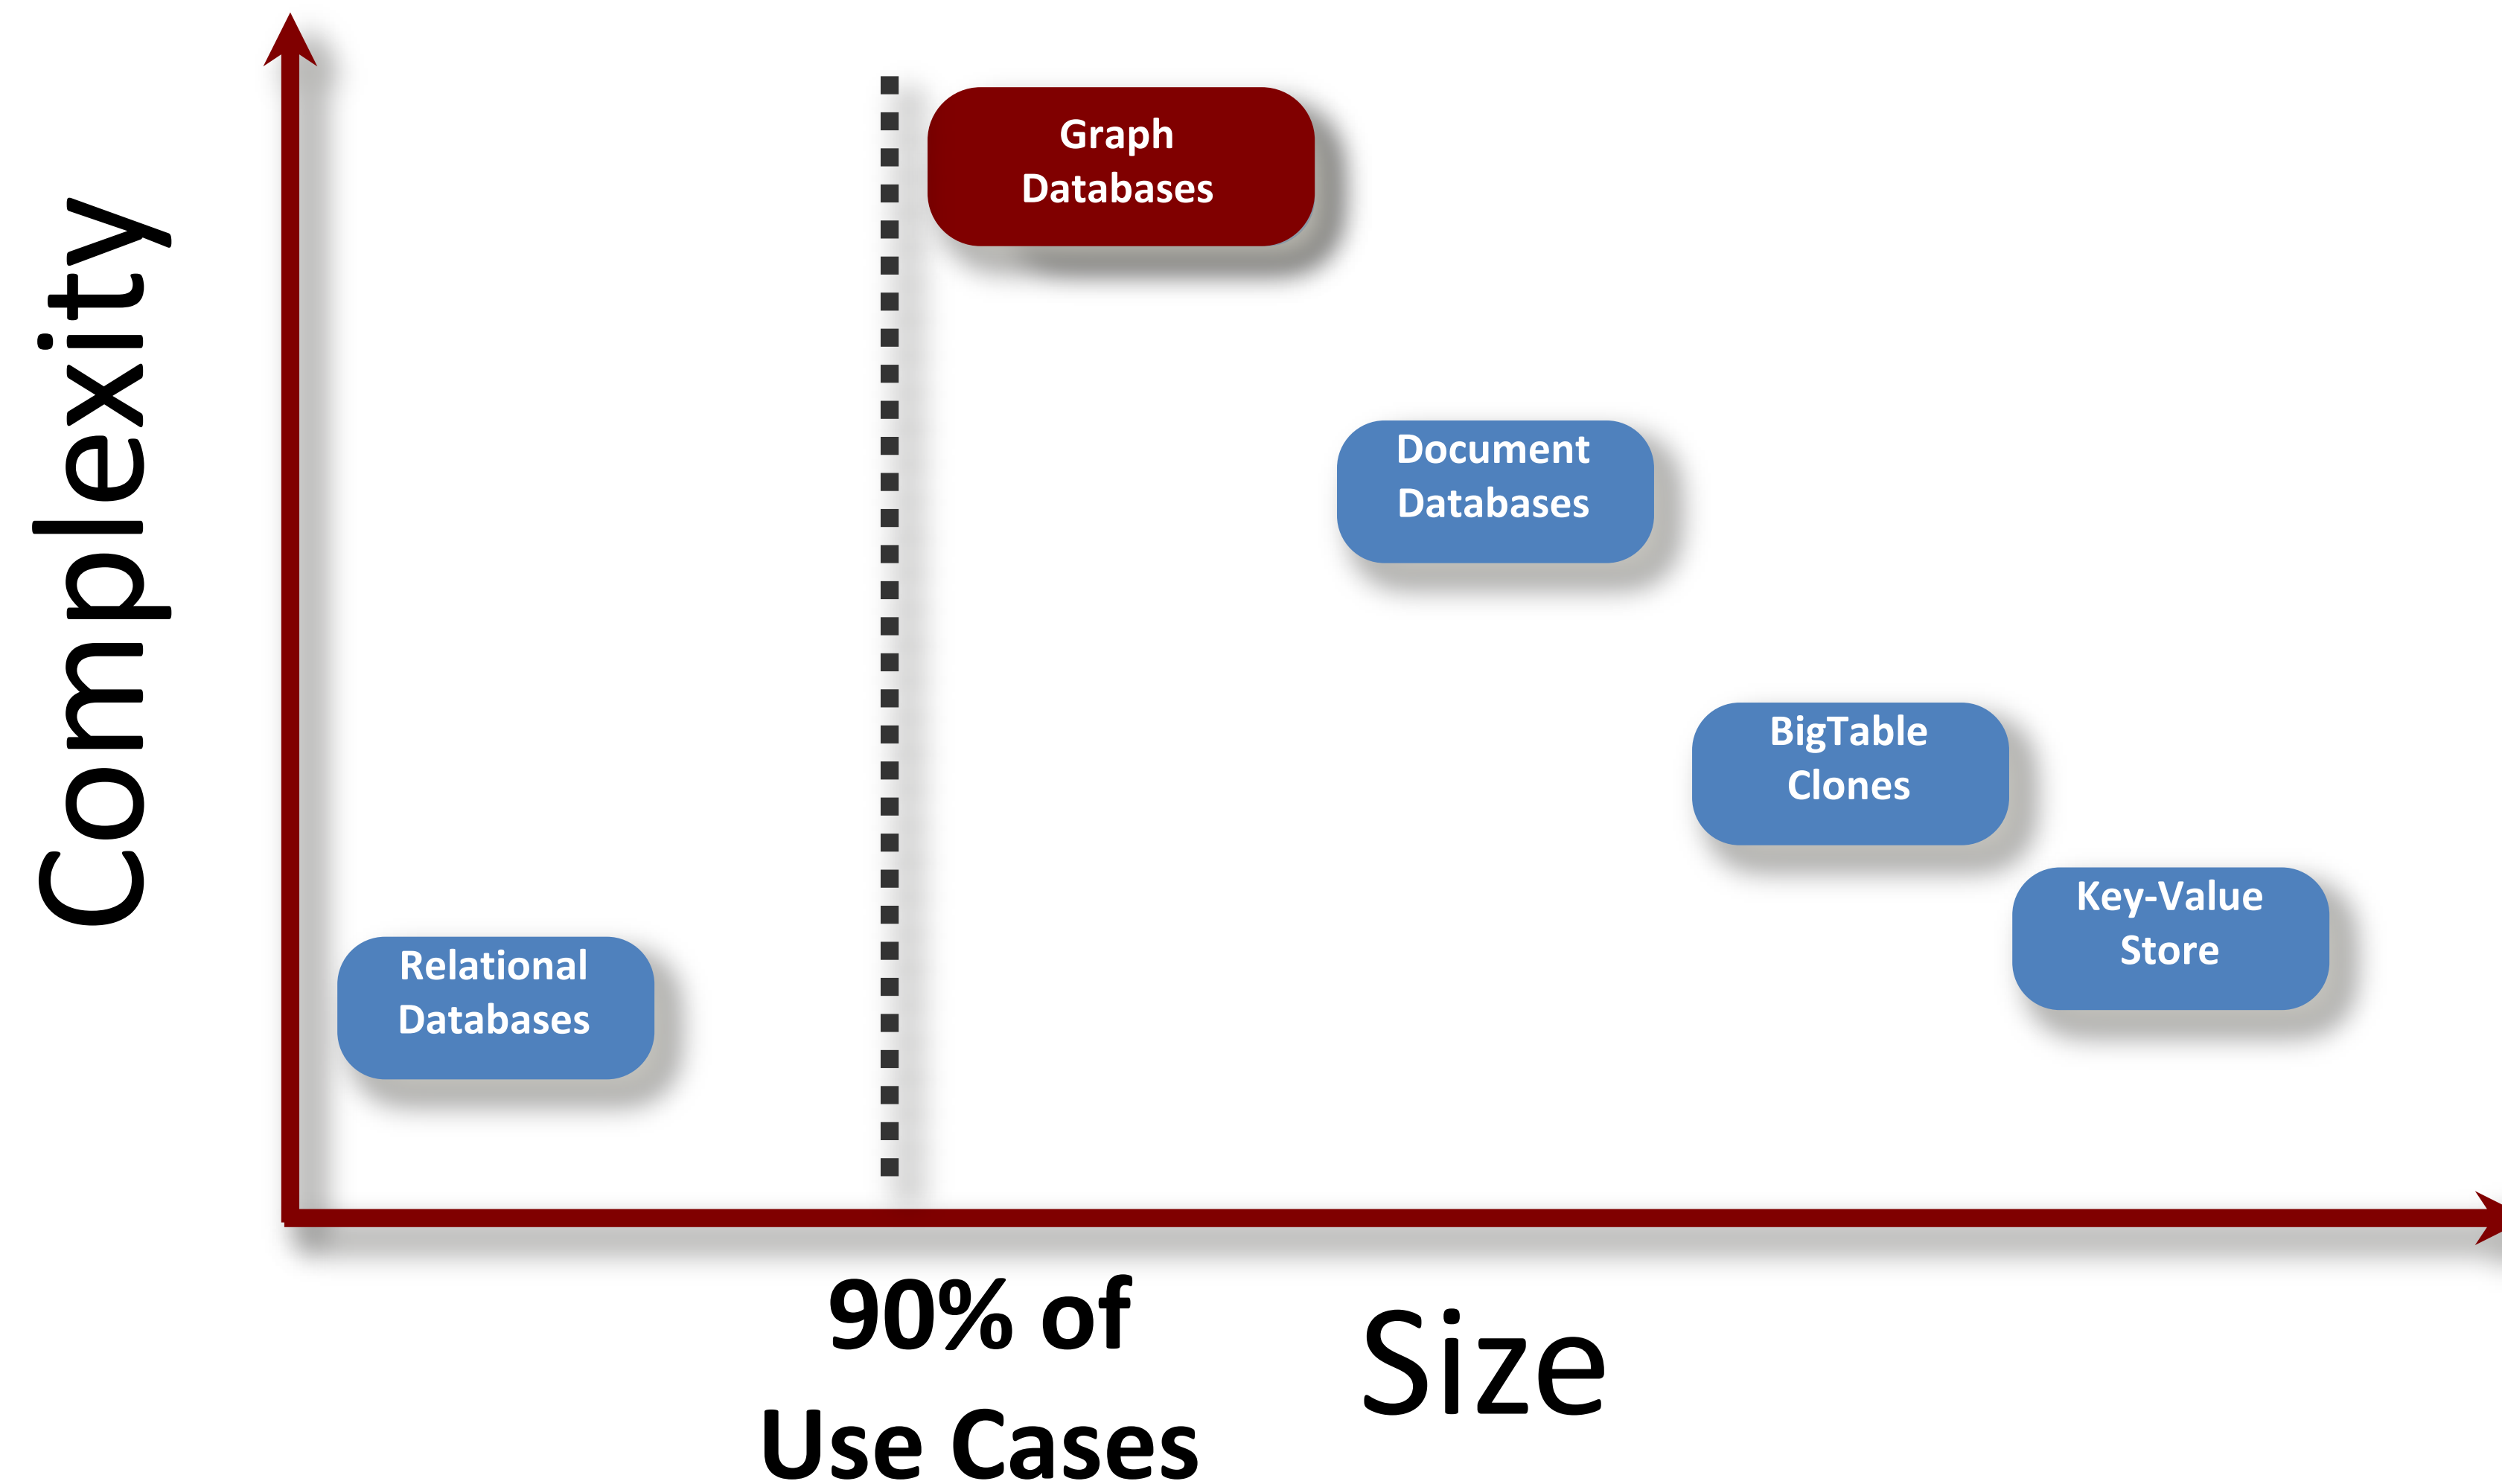 Complexity
Graph
Databases
Document
Databases
BigTable
Clones
Key-Value
Store
Relational
Databases
90% of
Use Cases
Size